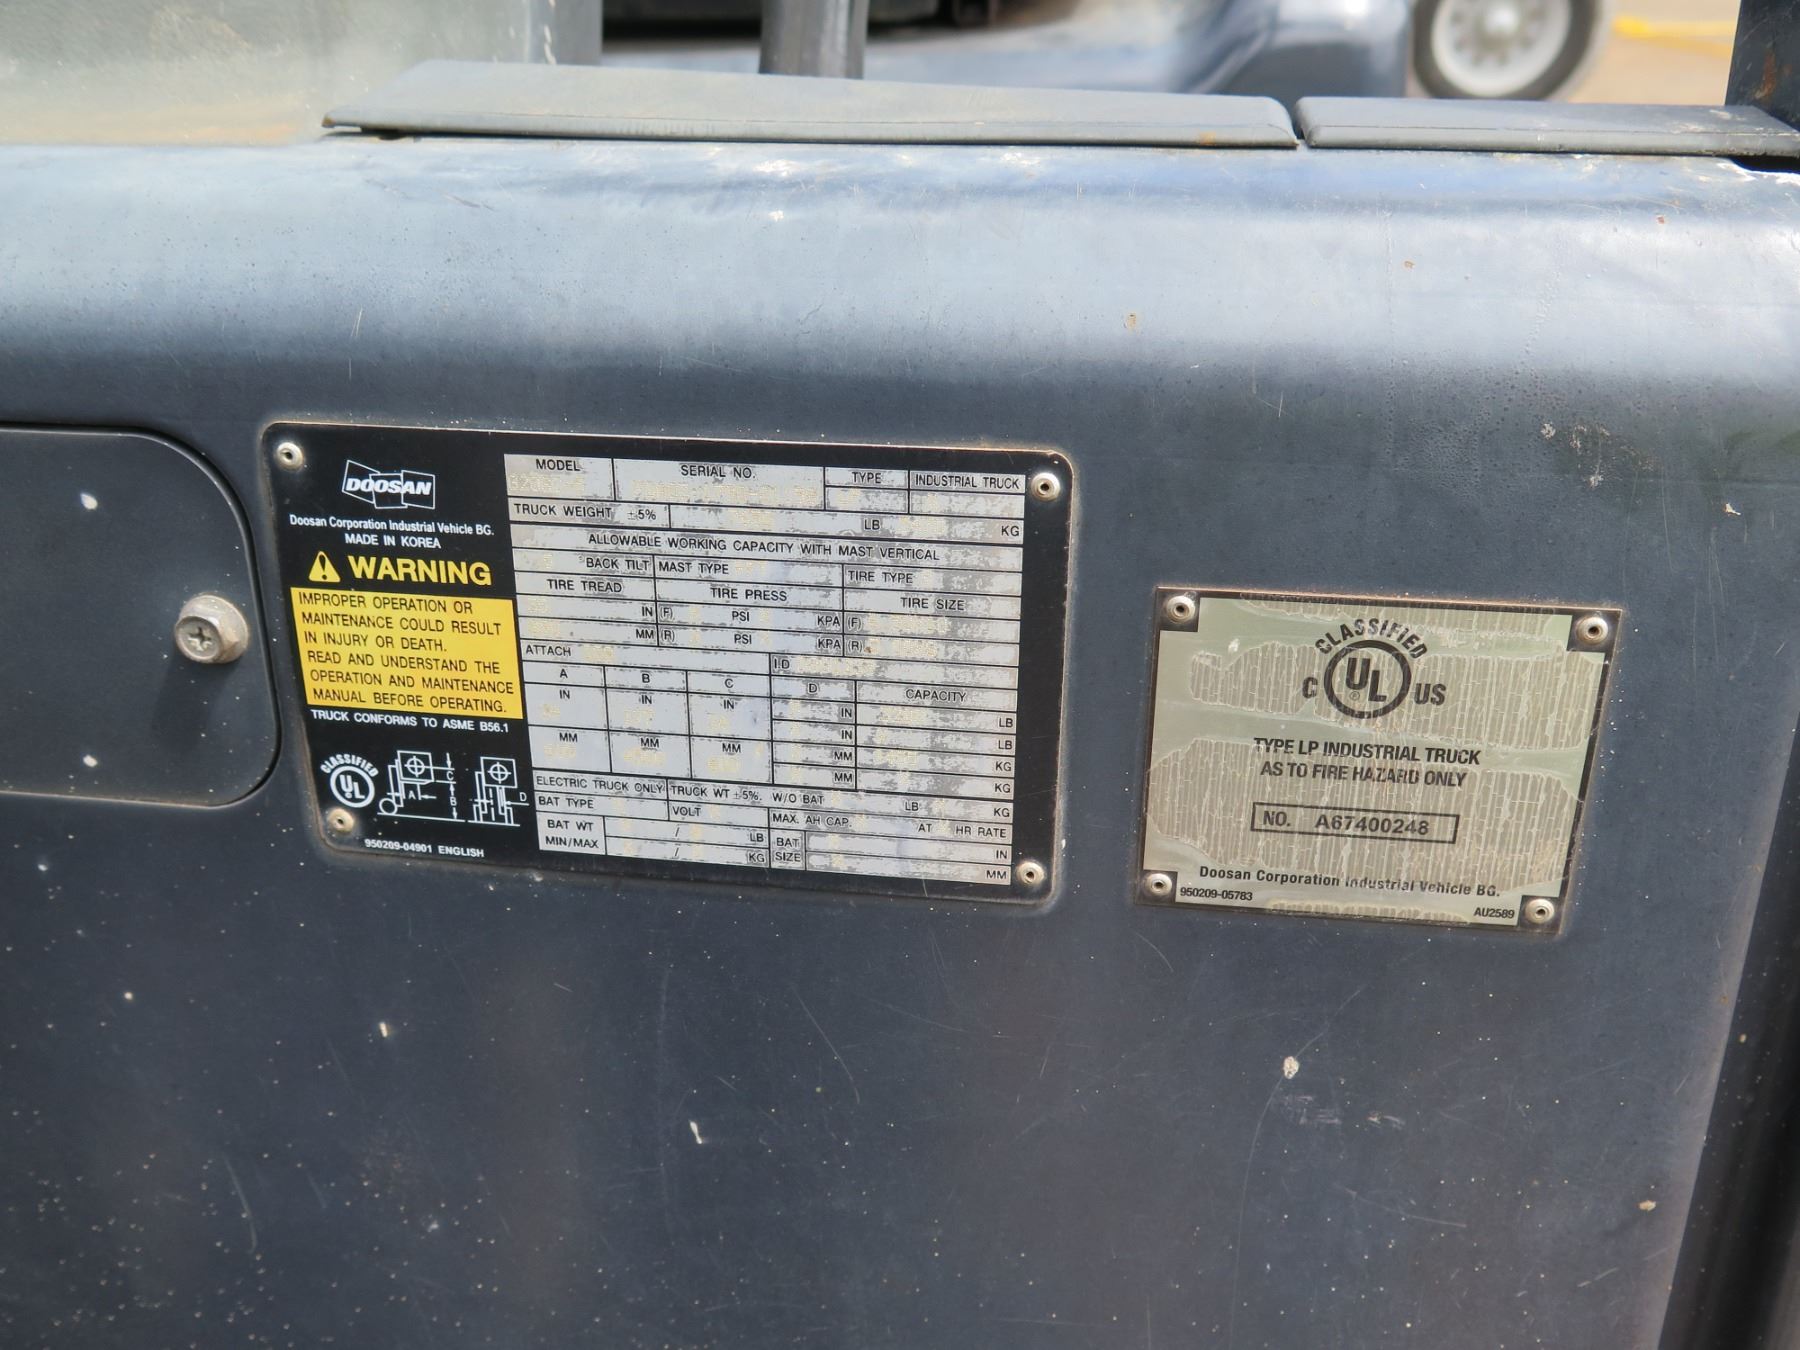 DOOSAN
Doosan Corporation Industrial Vehicle BG.
MADE IN KOREA
WARNING
IMPROPER OPERATION OR
MAINTENANCE COULD RESULT
IN INJURY OR DEATH.
READ AND UNDERSTAND THE
OPERATION AND MAINTENANCE
MANUAL BEFORE OPERATING.
TRUCK CONFORMS TO ASME B56.1
CLASSIFIED
UL
A B C D
950209-04901 ENGLISH
MODEL SERIAL NO. TYPE INDUSTRIAL TRUCK
TRUCK WEIGHT ±5% LB KG
ALLOWABLE WORKING CAPACITY WITH MAST VERTICAL
BACK TILT MAST TYPE TIRE TYPE
TIRE TREAD TIRE PRESS TIRE SIZE
IN (F) PSI KPA (F)
MM (R) PSI KPA (R)
ATTACH I.D
A B C D CAPACITY
IN IN IN IN LB
IN LB
MM MM MM MM KG
MM KG
ELECTRIC TRUCK ONLY TRUCK WT ±5%. W/O BAT LB KG
BAT TYPE VOLT MAX. AH CAP. AT HR RATE
BAT WT / LB BAT IN
MIN/MAX / KG SIZE MM
CLASSIFIED
C UL ® US
TYPE LP INDUSTRIAL TRUCK
AS TO FIRE HAZARD ONLY
NO. A67400248
Doosan Corporation Industrial Vehicle BG.
950209-05783 AU2589